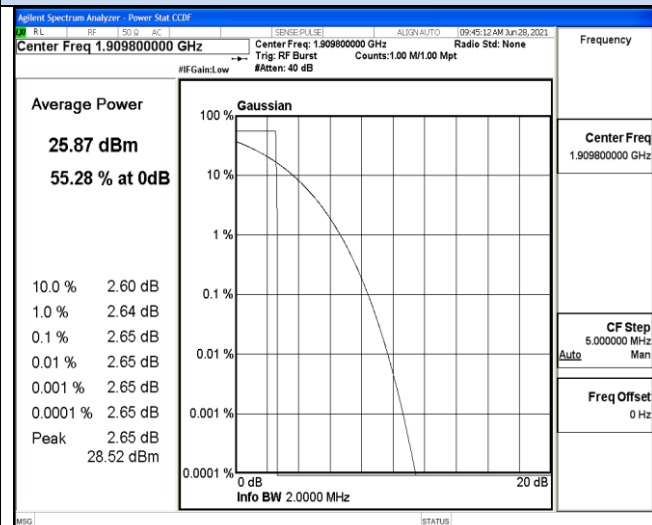 Agilent Spectrum Analyzer - Power Stat CCDF
RL RF 50 Ω AC SENSE:PULSE ALIGN AUTO 09:45:12 AM Jun 28, 2021
Center Freq 1.909800000 GHz
Center Freq: 1.909800000 GHz Radio Std: None
Trig: RF Burst Counts:1.00 M/1.00 Mpt
#IFGain:Low #Atten: 40 dB
Frequency
Average Power
25.87 dBm
55.28 % at 0dB
10.0 % 2.60 dB
1.0 % 2.64 dB
0.1 % 2.65 dB
0.01 % 2.65 dB
0.001 % 2.65 dB
0.0001 % 2.65 dB
Peak 2.65 dB
28.52 dBm
Gaussian
100 %
10 %
1 %
0.1 %
0.01 %
0.001 %
0.0001 %
0 dB 20 dB
Info BW 2.0000 MHz
Center Freq
1.909800000 GHz
CF Step
5.000000 MHz
Auto Man
Freq Offset
0 Hz
MSG STATUS